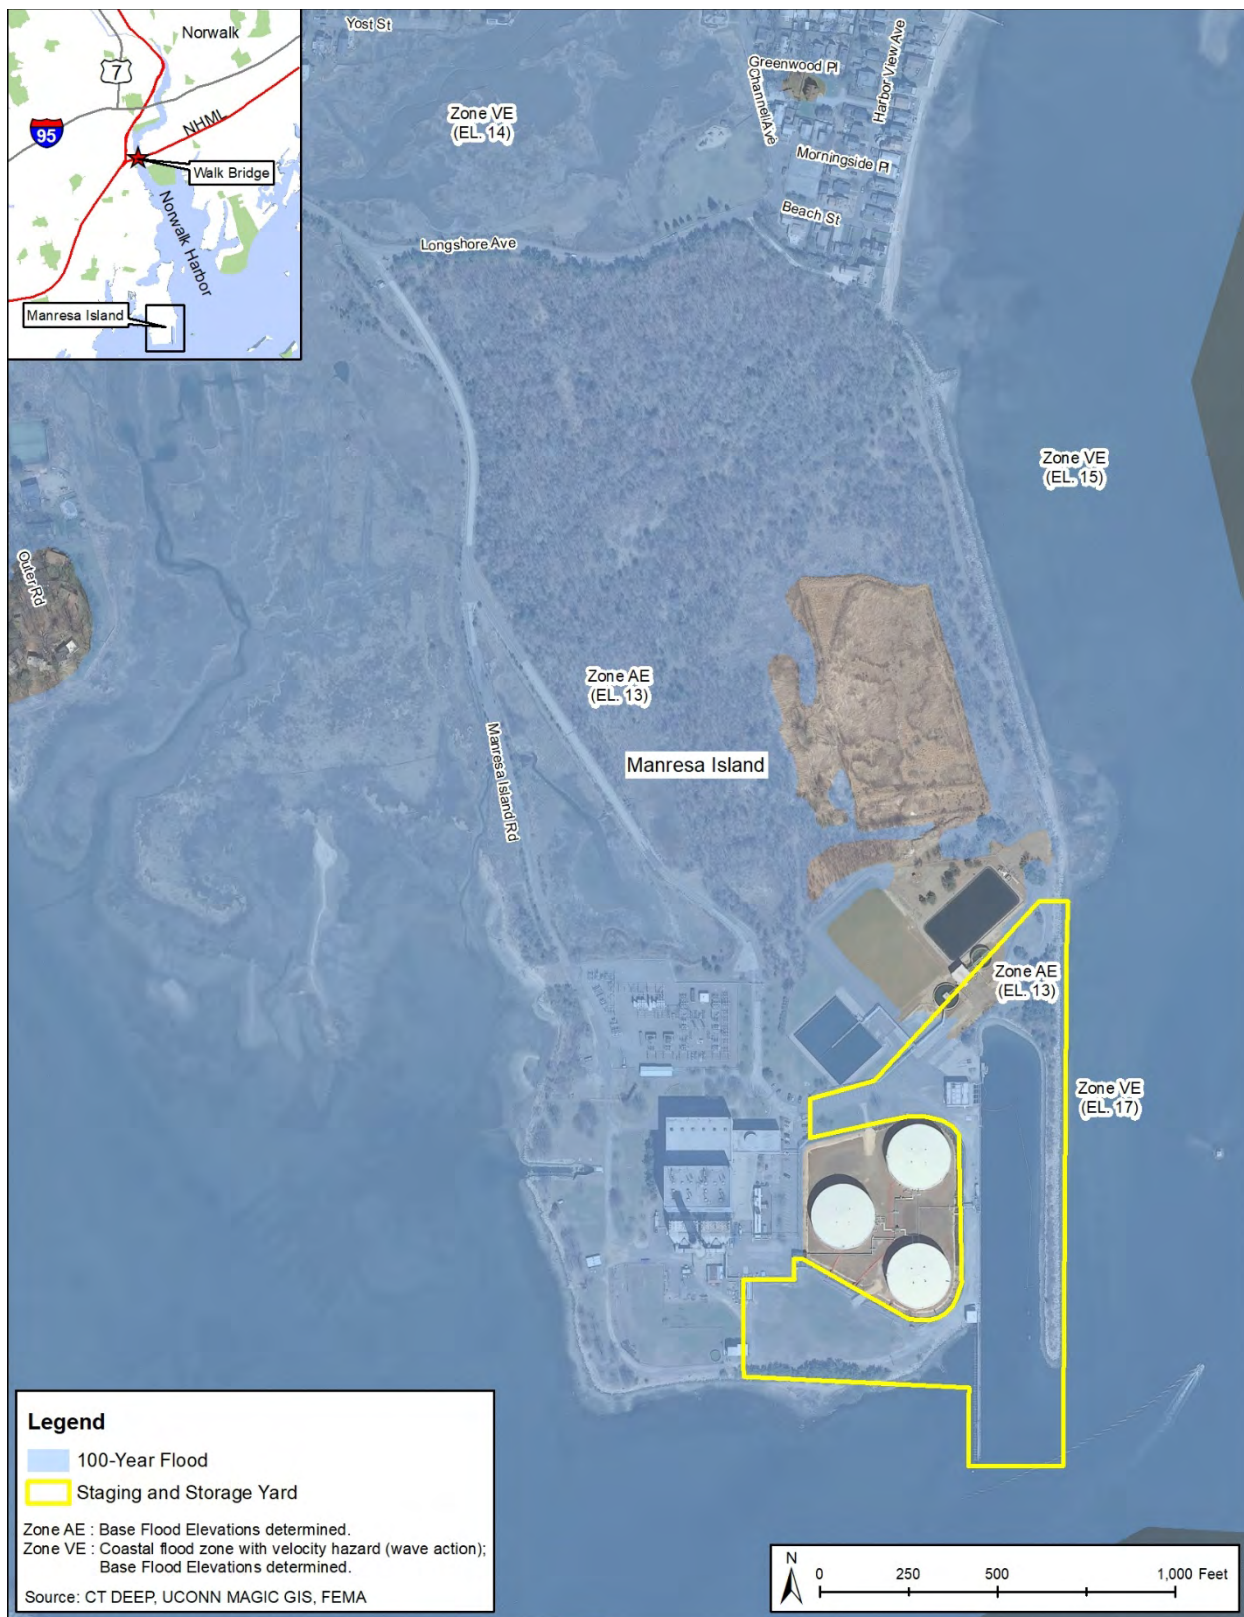 Norwalk
7
95
NHML
Walk Bridge
Norwalk Harbor
Manresa Island
Yost St
Greenwood Pl
Harbor View Ave
Channel Ave
Zone VE
(EL. 14)
Morningside Pl
Beach St
Longshore Ave
Zone VE
(EL. 15)
Outer Rd
Zone AE
(EL. 13)
Manresa Island Rd
Manresa Island
Zone AE
(EL. 13)
Zone VE
(EL. 17)
Legend
100-Year Flood
Staging and Storage Yard
Zone AE : Base Flood Elevations determined.
Zone VE : Coastal flood zone with velocity hazard (wave action);
Base Flood Elevations determined.
Source: CT DEEP, UCONN MAGIC GIS, FEMA
N
0 250 500 1,000 Feet